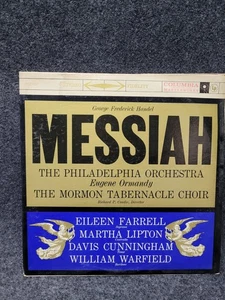 COLUMBIA
George Frederick Handel
MESSIAH
THE PHILADELPHIA ORCHESTRA
Eugene Ormandy
THE MORMON TABERNACLE CHOIR
Richard P. Condie, Director
EILEEN FARRELL
MARTHA LIPTON
DAVIS CUNNINGHAM
WILLIAM WARFIELD